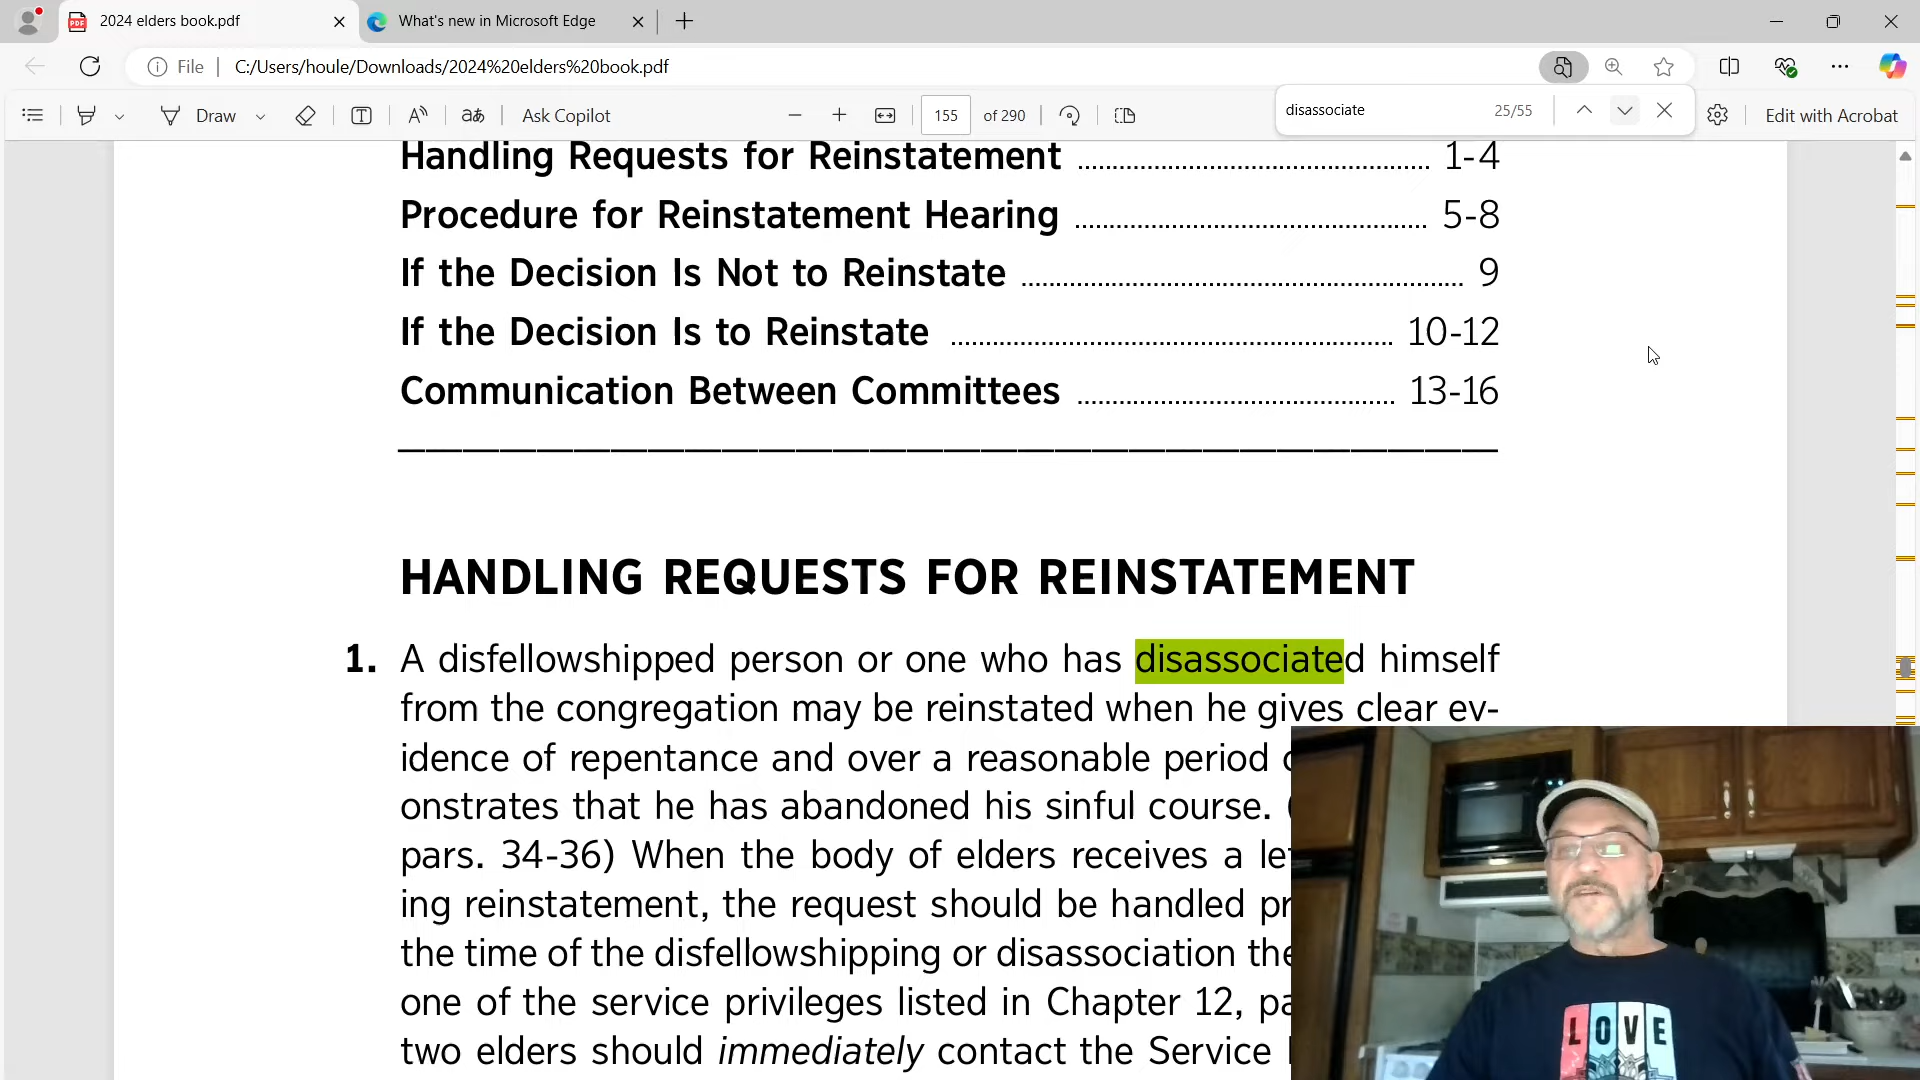 2024 elders book.pdf
What's new in Microsoft Edge
File
C:/Users/houle/Downloads/2024%20elders%20book.pdf
disassociate 25/55
Draw
Ask Copilot
155 of 290
Edit with Acrobat
Handling Requests for Reinstatement 1-4
Procedure for Reinstatement Hearing 5-8
If the Decision Is Not to Reinstate 9
If the Decision Is to Reinstate 10-12
Communication Between Committees 13-16
HANDLING REQUESTS FOR REINSTATEMENT
1. A disfellowshipped person or one who has disassociated himself
from the congregation may be reinstated when he gives clear ev-
idence of repentance and over a reasonable period
onstrates that he has abandoned his sinful course.
pars. 34-36) When the body of elders receives a
ing reinstatement, the request should be handled
the time of the disfellowshipping or disassociation
one of the service privileges listed in Chapter 12,
two elders should immediately contact the Service
LOVE